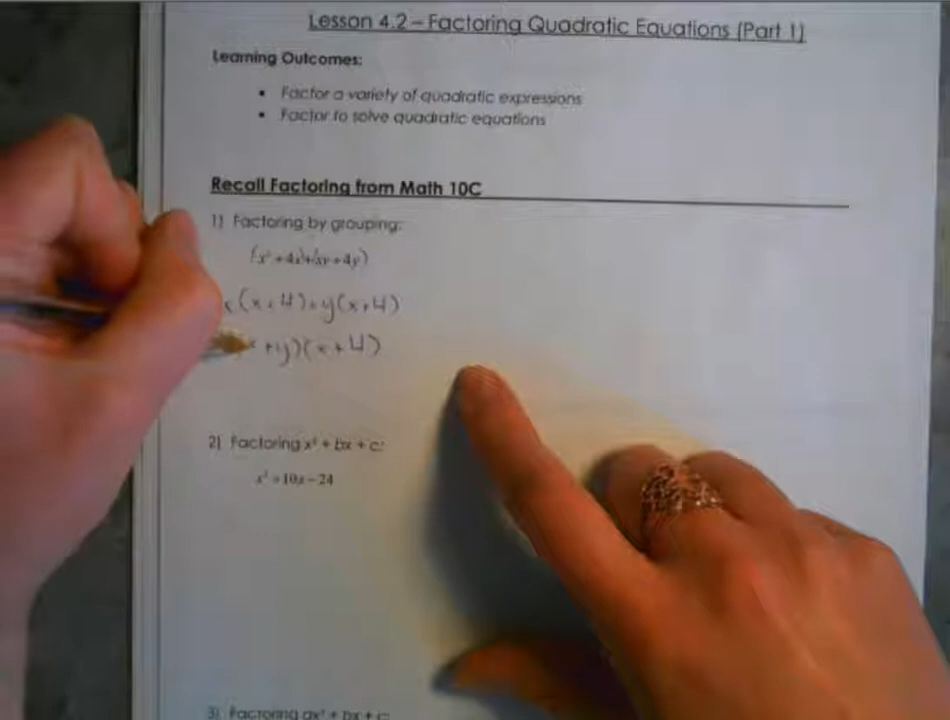 Lesson 4.2 – Factoring Quadratic Equations (Part 1)
Learning Outcomes:
• Factor a variety of quadratic expressions
• Factor to solve quadratic equations
Recall Factoring from Math 10C
1) Factoring by grouping:
(x² + 4x)+(xy + 4y)
(x + 4) + y(x + 4)
x + y)(x + 4)
2) Factoring x² + bx + c:
x² + 10x − 24
3) Factoring ax² + bx + c: